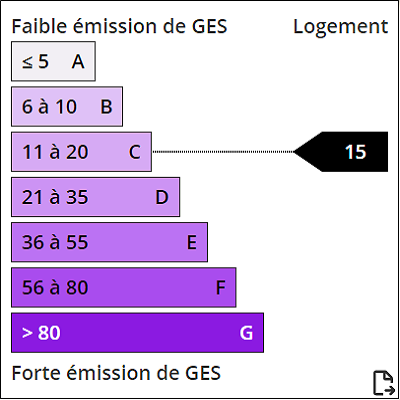 Faible émission de GES Logement
≤ 5 A
6 à 10 B
11 à 20 C 15
21 à 35 D
36 à 55 E
56 à 80 F
> 80 G
Forte émission de GES